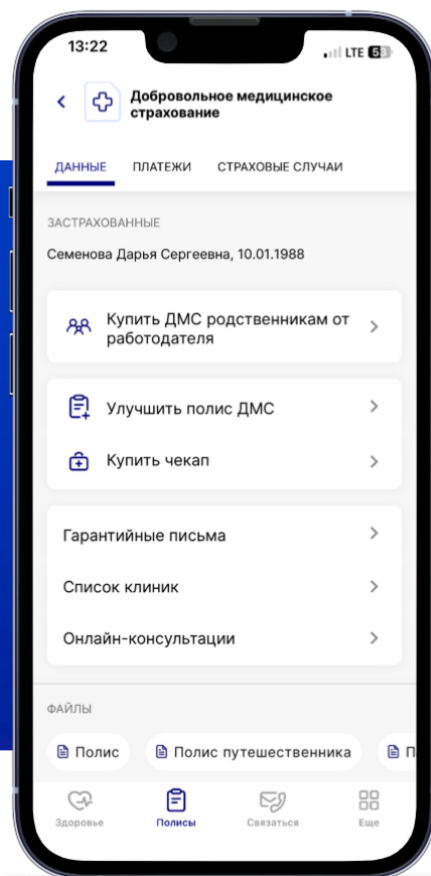 13:22
LTE 53
Добровольное медицинское
страхование
ДАННЫЕ ПЛАТЕЖИ СТРАХОВЫЕ СЛУЧАИ
ЗАСТРАХОВАННЫЕ
Семенова Дарья Сергеевна, 10.01.1988
Купить ДМС родственникам от
работодателя
Улучшить полис ДМС
Купить чекап
Гарантийные письма
Список клиник
Онлайн-консультации
ФАЙЛЫ
Полис Полис путешественника П
Здоровье Полисы Связаться Еще